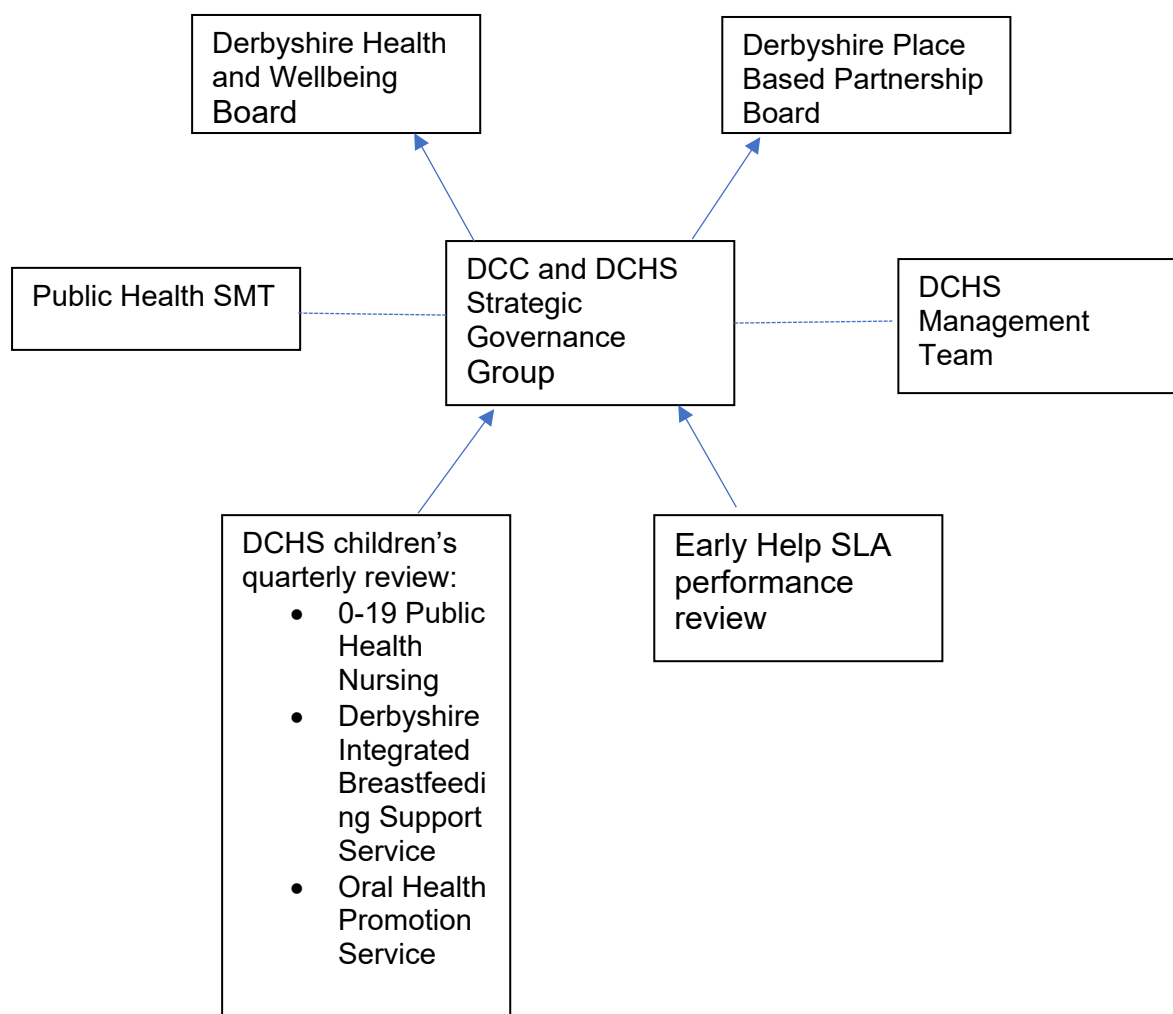 Derbyshire Health
and Wellbeing
Board
Derbyshire Place
Based Partnership
Board
Public Health SMT
DCC and DCHS
Strategic
Governance
Group
DCHS
Management
Team
DCHS children’s
quarterly review:
• 0-19 Public
Health
Nursing
• Derbyshire
Integrated
Breastfeedi
ng Support
Service
• Oral Health
Promotion
Service
Early Help SLA
performance
review